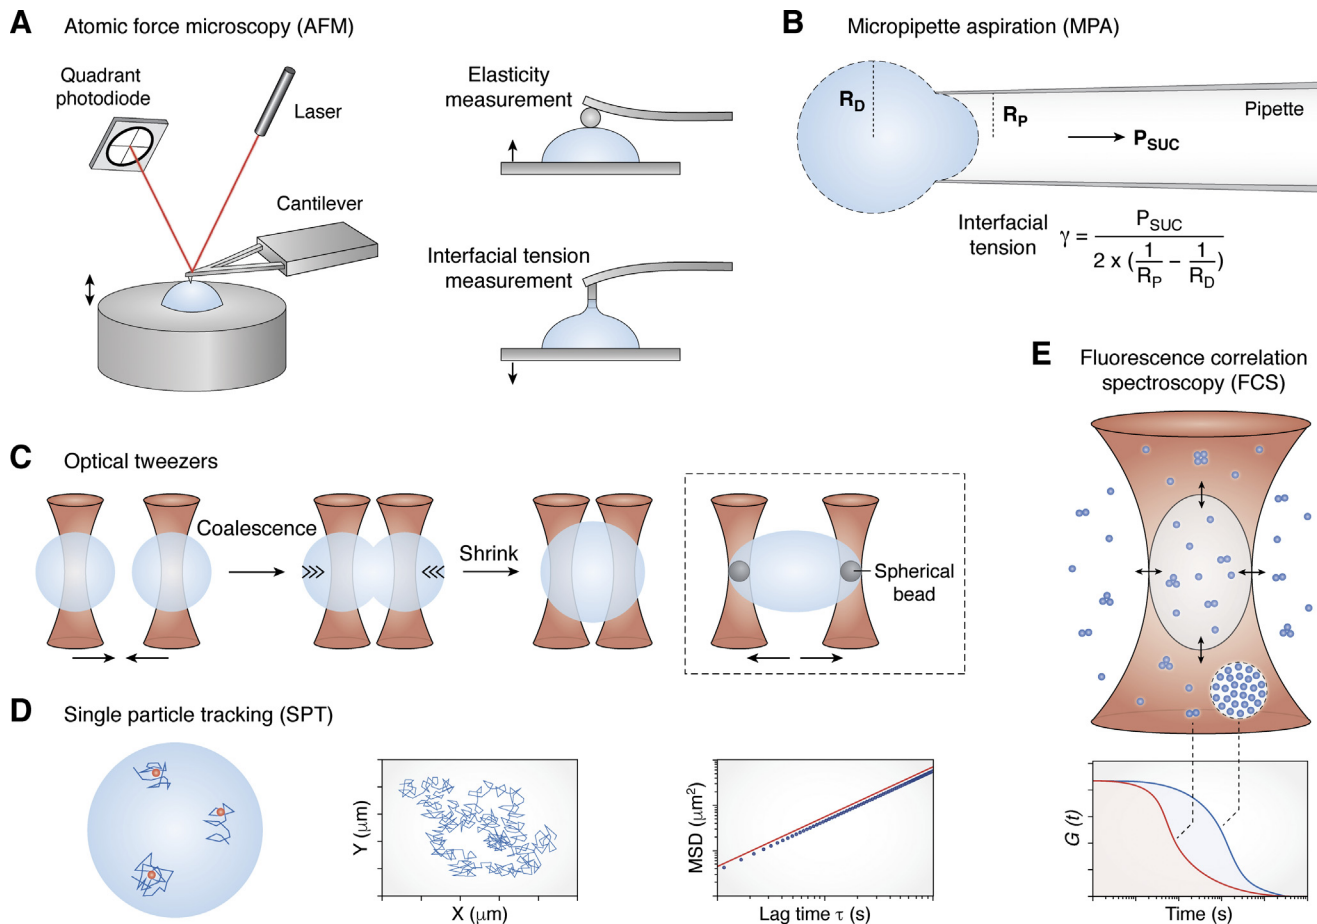 A Atomic force microscopy (AFM)
Quadrant
photodiode
Laser
Cantilever
Elasticity
measurement
Interfacial tension
measurement
B Micropipette aspiration (MPA)
R_D
R_P
Pipette
P_SUC
Interfacial
tension
γ = P_SUC / 2 x (1/R_P − 1/R_D)
C Optical tweezers
Coalescence
Shrink
Spherical
bead
D Single particle tracking (SPT)
Y (μm)
X (μm)
MSD (μm²)
Lag time τ (s)
E Fluorescence correlation
spectroscopy (FCS)
G (t)
Time (s)